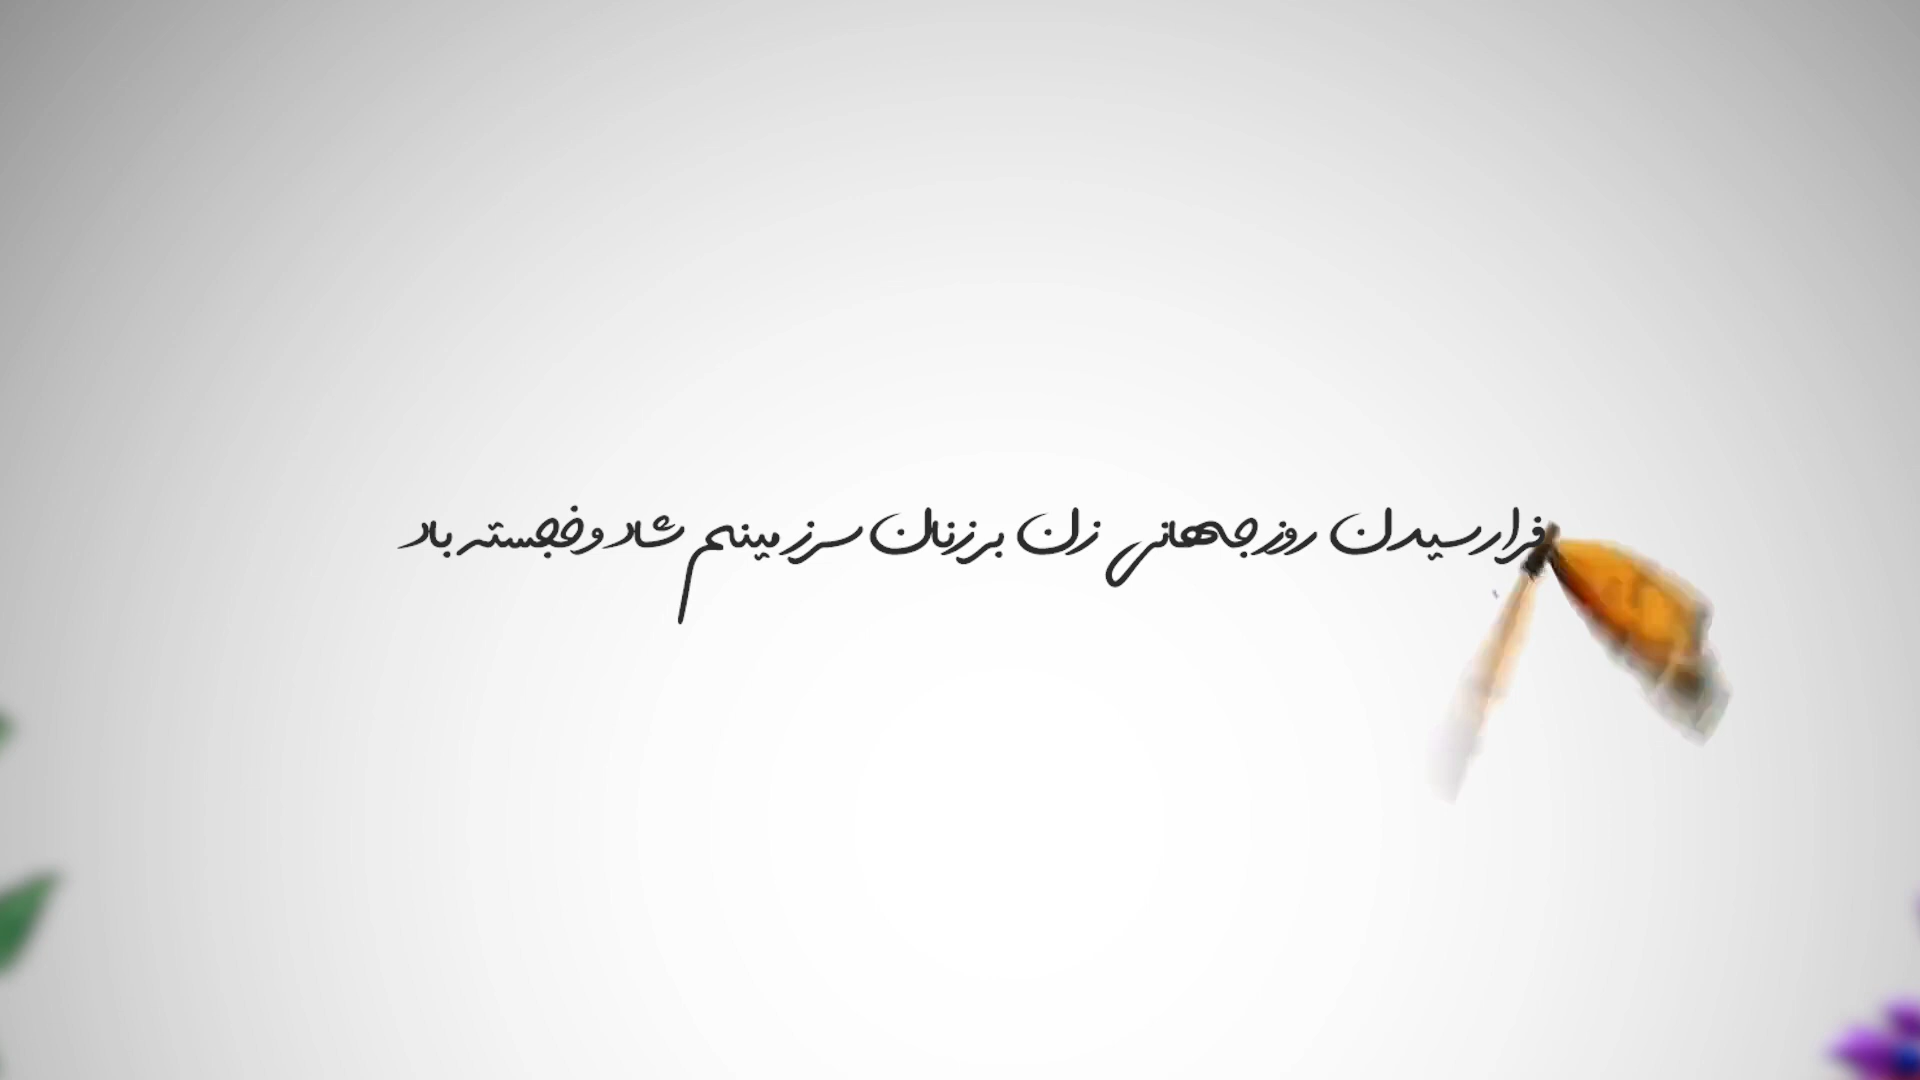 فرارسیدن روز جهانی زن بر زنان سرزمینم شاد و خجسته باد